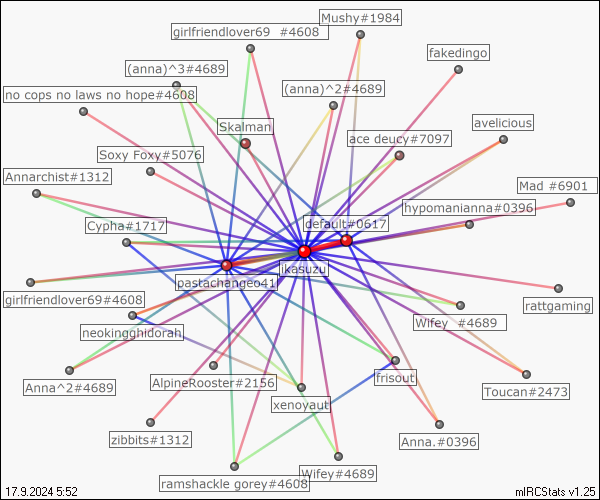 Mushy#1984
girlfriendlover69 #4608
fakedingo
(anna)^3#4689
(anna)^2#4689
no cops no laws no hope#4608
Skalman
avelicious
ace deucy#7097
Soxy Foxy#5076
Annarchist#1312
Mad #6901
hypomanianna#0396
default#0617
Cypha#1717
jikasuzu
pastachangeo41
girlfriendlover69#4608
rattgaming
Wifey #4689
neokingghidorah
frisout
AlpineRooster#2156
Anna^2#4689
Toucan#2473
xenoyaut
zibbits#1312
Anna.#0396
Wifey#4689
ramshackle gorey#4608
17.9.2024 5:52
mIRCStats v1.25